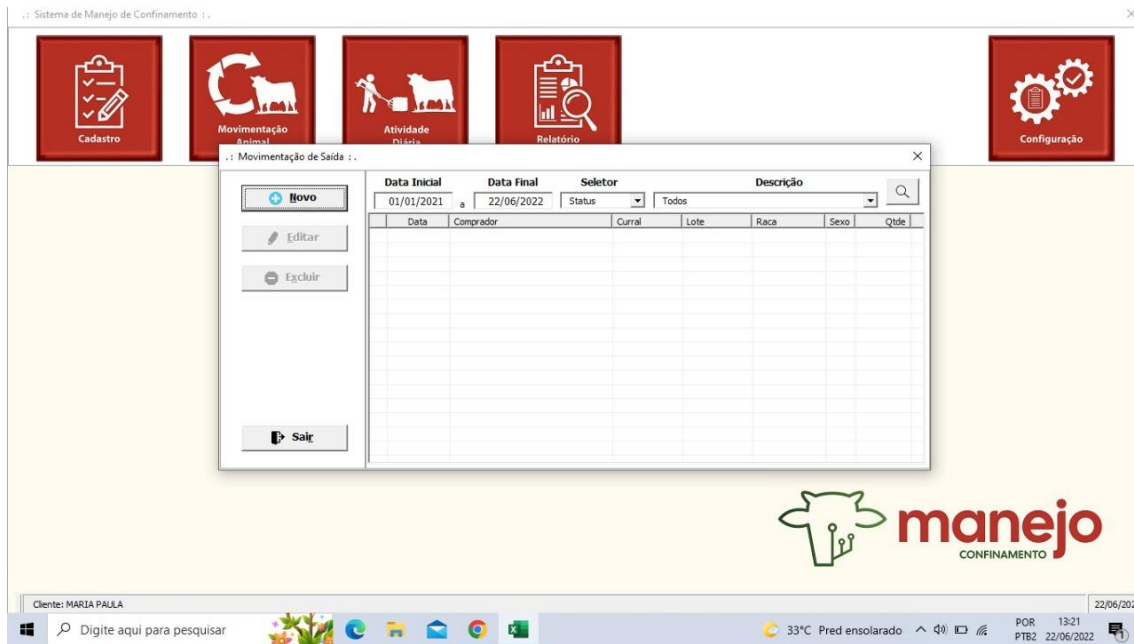 .: Sistema de Manejo de Confinamento :.
Cadastro
Movimentação
Animal
Atividade
Diária
Relatório
Configuração
.: Movimentação de Saída :.
Novo
Editar
Excluir
Sair
Data Inicial Data Final Seletor Descrição
01/01/2021 a 22/06/2022 Status Todos
Data Comprador Curral Lote Raca Sexo Qtde
manejo
CONFINAMENTO
Cliente: MARIA PAULA
22/06/202
Digite aqui para pesquisar
33°C Pred ensolarado
POR
PTB2
13:21
22/06/2022